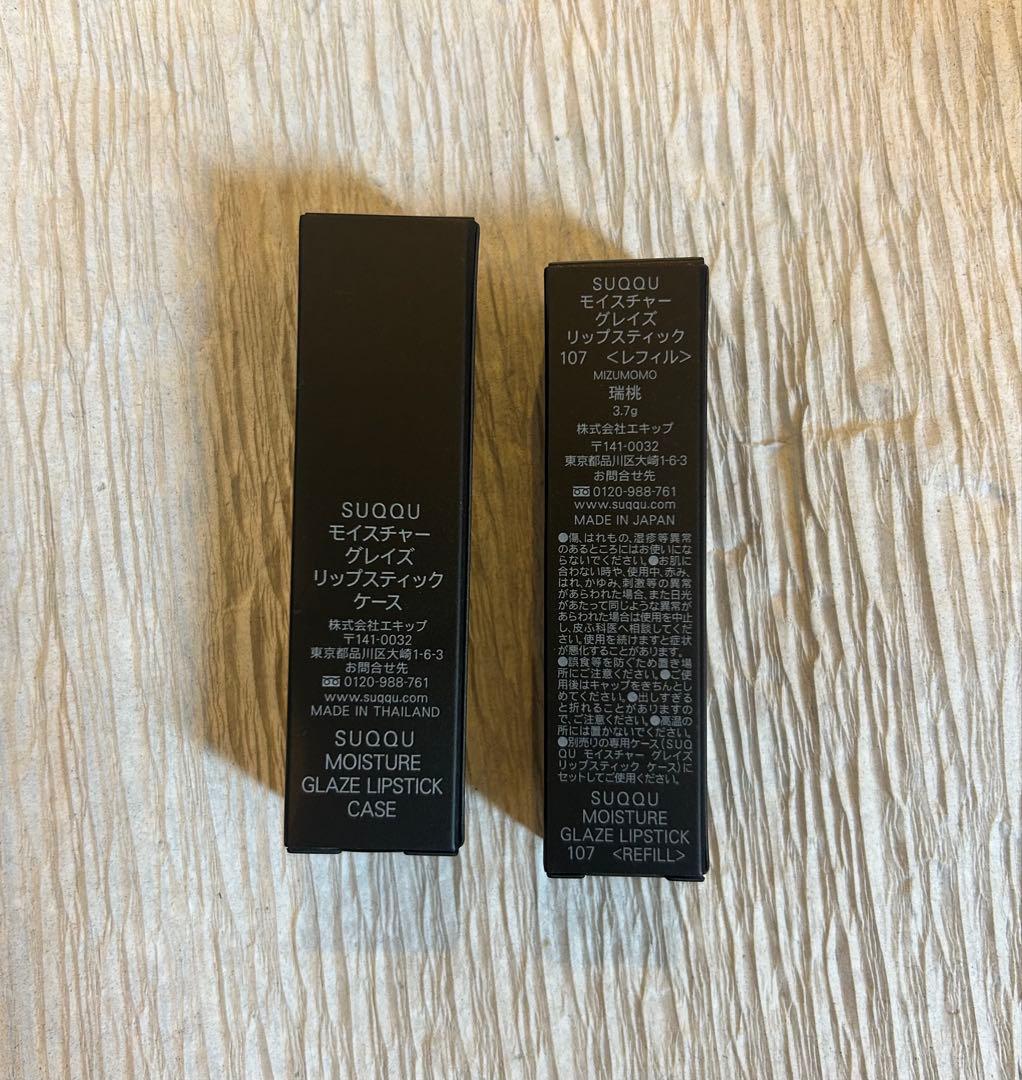 SUQQU
モイスチャー
グレイズ
リップスティック
ケース
株式会社エキップ
〒141-0032
東京都品川区大崎1-6-3
お問合せ先
0120-988-761
www.suqqu.com
MADE IN THAILAND
SUQQU
MOISTURE
GLAZE LIPSTICK
CASE
SUQQU
モイスチャー
グレイズ
リップスティック
107 <レフィル>
MIZUMOMO
瑞桃
3.7g
株式会社エキップ
〒141-0032
東京都品川区大崎1-6-3
お問合せ先
0120-988-761
www.suqqu.com
MADE IN JAPAN
●傷、はれもの、湿疹等異常
のあるところにはお使いにな
らないでください。●お肌に
合わない時や、使用中、赤み、
はれ、かゆみ、刺激等の異常
があらわれた場合、また日光
があたって同じような異常が
あらわれた場合は使用を中止
し、皮ふ科医へ相談してくだ
さい。使用を続けますと症状
が悪化することがあります。
●誤食等を防ぐため置き場
所にご注意ください。●ご使
用後はキャップをきちんとし
めてください。●出しすぎる
と折れることがありますの
で、ご注意ください。●高温の
所には置かないでください。
●別売りの専用ケース(SUQ
QU モイスチャー グレイズ
リップスティック ケース)に
セットしてご使用ください。
SUQQU
MOISTURE
GLAZE LIPSTICK
107 <REFILL>